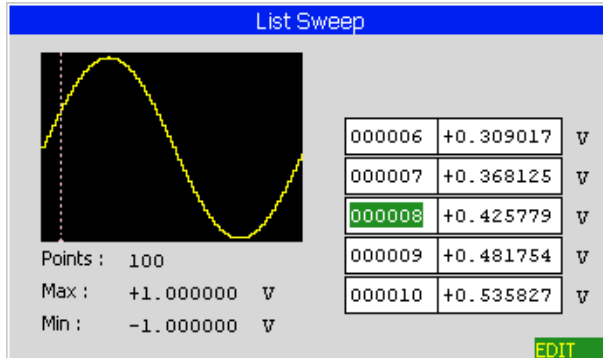 List Sweep
000006 +0.309017 V
000007 +0.368125 V
000008 +0.425779 V
000009 +0.481754 V
000010 +0.535827 V
Points : 100
Max : +1.000000 V
Min : -1.000000 V
EDIT